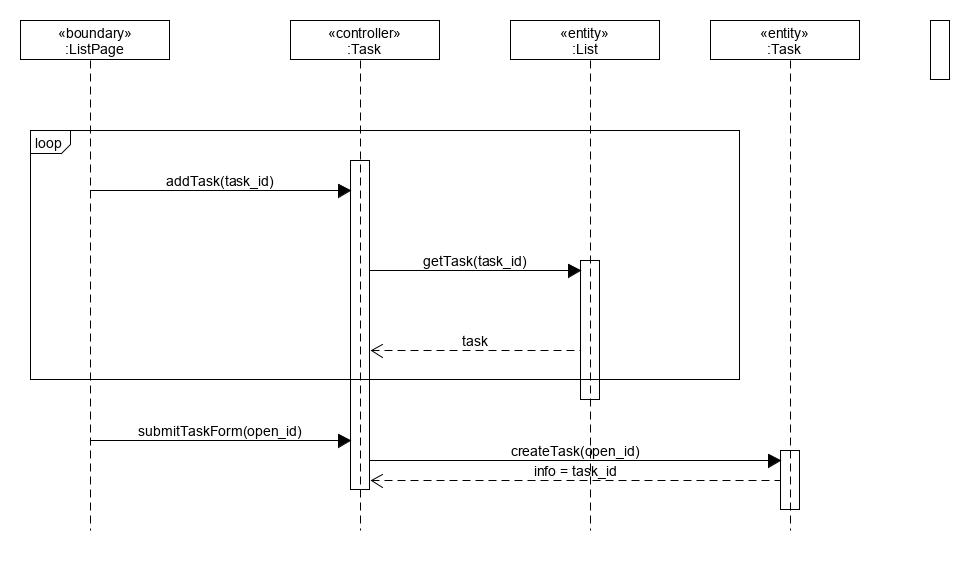 «boundary»
:ListPage
«controller»
:Task
«entity»
:List
«entity»
:Task
loop
addTask(task_id)
getTask(task_id)
task
submitTaskForm(open_id)
createTask(open_id)
info = task_id